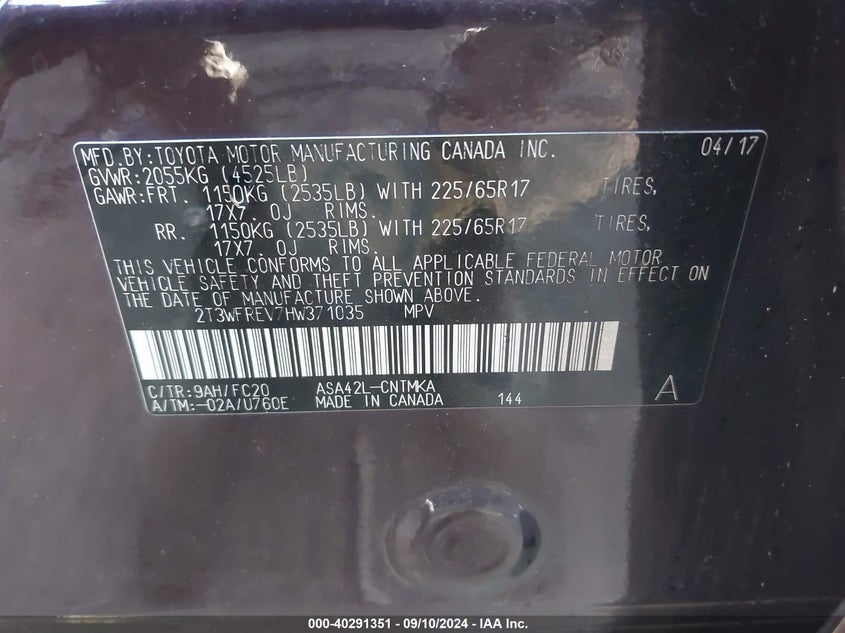 MFD.BY:TOYOTA MOTOR MANUFACTURING CANADA INC. 04/17
GVWR:2055KG (4525LB)
GAWR:FRT. 1150KG (2535LB) WITH 225/65R17 TIRES,
17X7.0J RIMS.
RR. 1150KG (2535LB) WITH 225/65R17 TIRES,
17X7.0J RIMS.
THIS VEHICLE CONFORMS TO ALL APPLICABLE FEDERAL MOTOR
VEHICLE SAFETY AND THEFT PREVENTION STANDARDS IN EFFECT ON
THE DATE OF MANUFACTURE SHOWN ABOVE.
2T3WFREV7HW371035 MPV
C/TR:9AH/FC20 ASA42L-CNTMKA A
A/TM:-02A/U760E MADE IN CANADA 144
000-40291351 - 09/10/2024 - IAA Inc.